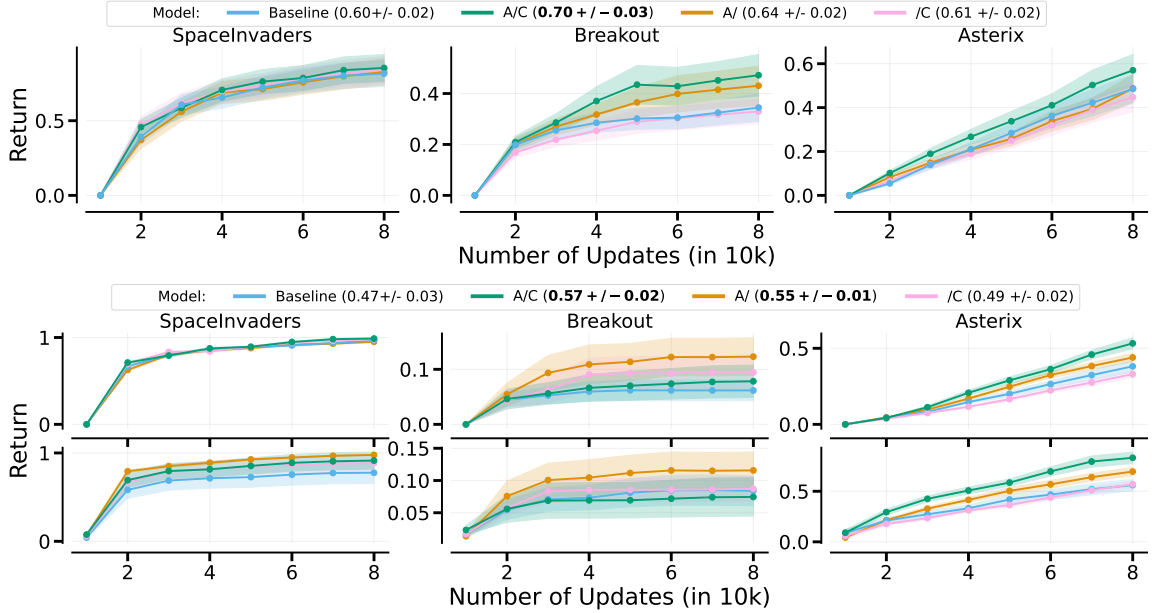 Model: Baseline (0.60+/- 0.02) A/C (0.70+/−0.03) A/ (0.64 +/- 0.02) /C (0.61 +/- 0.02)
SpaceInvaders Breakout Asterix
Return
0.5
0.0
2 4 6 8
0.4
0.2
0.0
2 4 6 8
0.6
0.4
0.2
0.0
2 4 6 8
Number of Updates (in 10k)
Model: Baseline (0.47+/- 0.03) A/C (0.57+/−0.02) A/ (0.55+/−0.01) /C (0.49 +/- 0.02)
SpaceInvaders Breakout Asterix
Return
1
0
0.1
0.0
0.5
0.0
1
0
2 4 6 8
0.15
0.10
0.05
2 4 6 8
0.5
0.0
2 4 6 8
Number of Updates (in 10k)